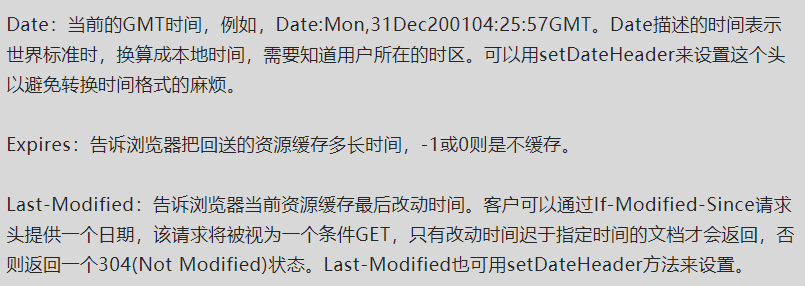 Date：当前的GMT时间，例如，Date:Mon,31Dec200104:25:57GMT。Date描述的时间表示
世界标准时，换算成本地时间，需要知道用户所在的时区。可以用setDateHeader来设置这个头
以避免转换时间格式的麻烦。
Expires：告诉浏览器把回送的资源缓存多长时间，-1或0则是不缓存。
Last-Modified：告诉浏览器当前资源缓存最后改动时间。客户可以通过If-Modified-Since请求
头提供一个日期，该请求将被视为一个条件GET，只有改动时间迟于指定时间的文档才会返回，否
则返回一个304(Not Modified)状态。Last-Modified也可用setDateHeader方法来设置。